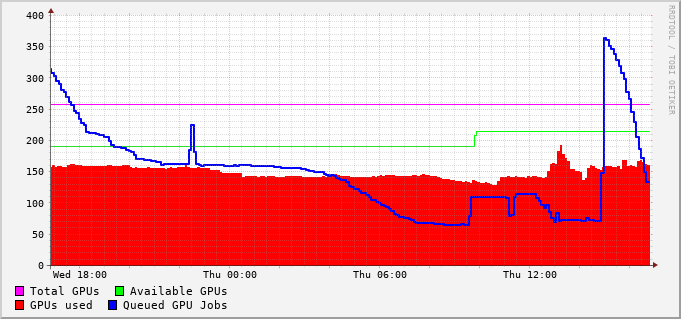 400
350
300
250
200
150
100
50
0
Wed 18:00 Thu 00:00 Thu 06:00 Thu 12:00
Total GPUs Available GPUs
GPUs used Queued GPU Jobs
RRDTOOL / TOBI OETIKER